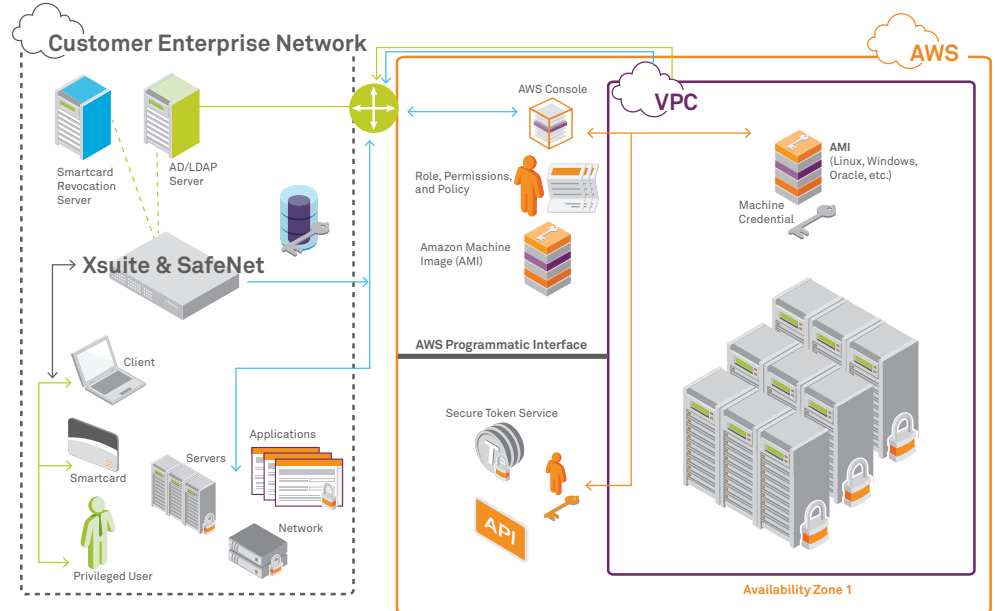 Customer Enterprise Network
AWS
VPC
AWS Console
AMI
(Linux, Windows,
Oracle, etc.)
Smartcard
Revocation
Server
AD/LDAP
Server
Role, Permissions,
and Policy
Machine
Credential
Amazon Machine
Image (AMI)
Xsuite & SafeNet
AWS Programmatic Interface
Client
Secure Token Service
T
Applications
Servers
Smartcard
API
Network
Privileged User
Availability Zone 1